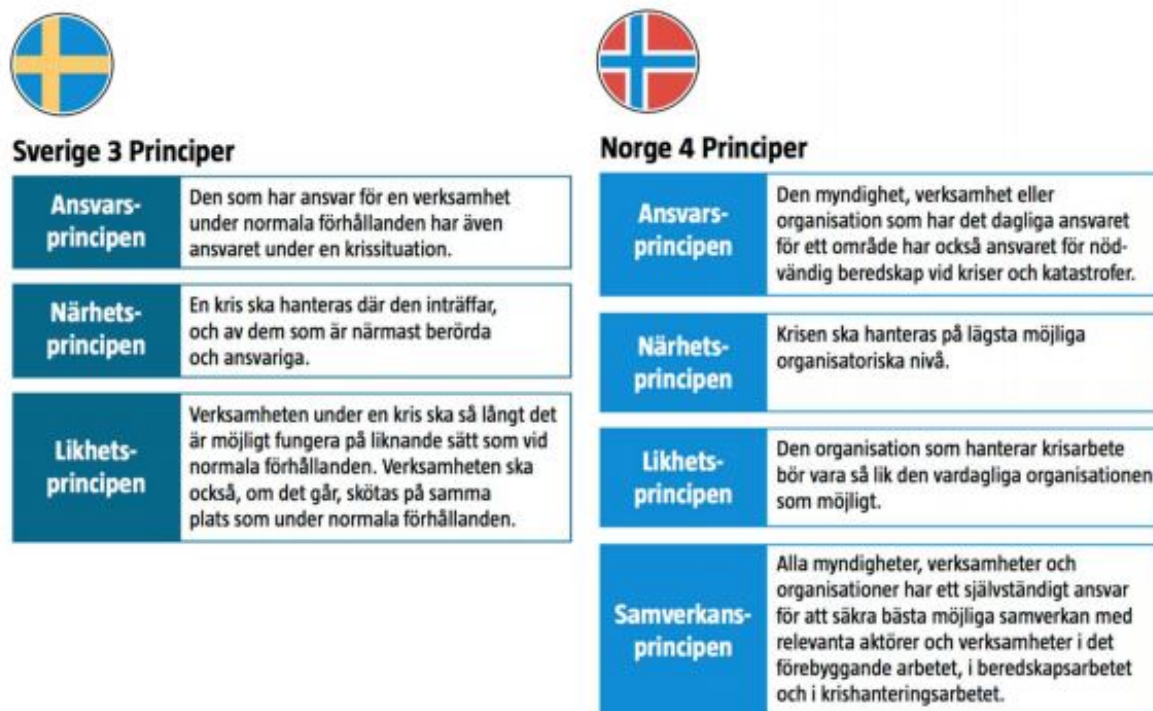 Sverige 3 Principer
Ansvars-
principen
Den som har ansvar för en verksamhet
under normala förhållanden har även
ansvaret under en krissituation.
Närhets-
principen
En kris ska hanteras där den inträffar,
och av dem som är närmast berörda
och ansvariga.
Likhets-
principen
Verksamheten under en kris ska så långt det
är möjligt fungera på liknande sätt som vid
normala förhållanden. Verksamheten ska
också, om det går, skötas på samma
plats som under normala förhållanden.
Norge 4 Principer
Ansvars-
principen
Den myndighet, verksamhet eller
organisation som har det dagliga ansvaret
för ett område har också ansvaret för nöd-
vändig beredskap vid kriser och katastrofer.
Närhets-
principen
Krisen ska hanteras på lägsta möjliga
organisatoriska nivå.
Likhets-
principen
Den organisation som hanterar krisarbete
bör vara så lik den vardagliga organisationen
som möjligt.
Samverkans-
principen
Alla myndigheter, verksamheter och
organisationer har ett självständigt ansvar
för att säkra bästa möjliga samverkan med
relevanta aktörer och verksamheter i det
förebyggande arbetet, i beredskapsarbetet
och i krishanteringsarbetet.